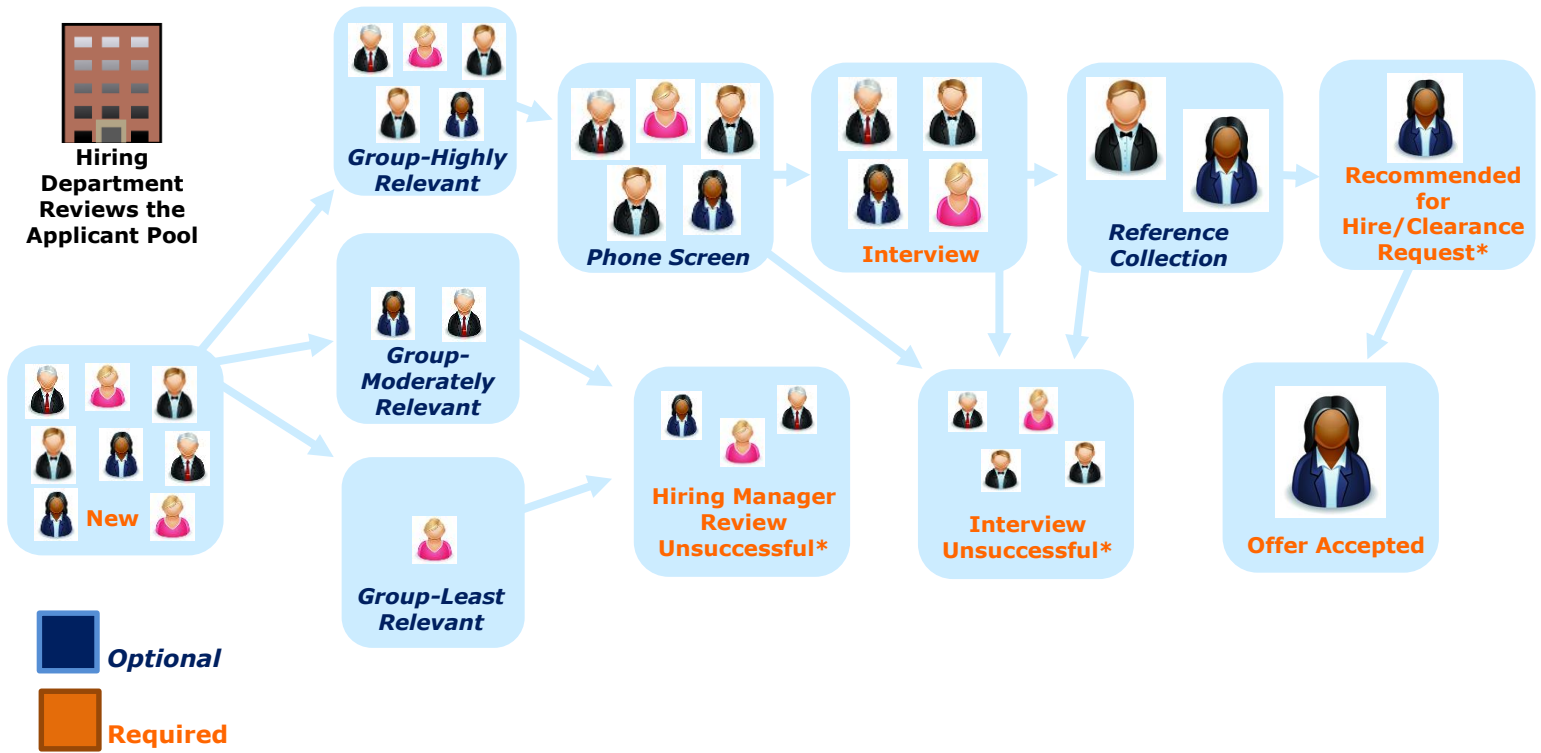 Hiring
Department
Reviews the
Applicant Pool
Group-Highly
Relevant
Phone Screen
Interview
Reference
Collection
Recommended
for
Hire/Clearance
Request*
New
Group-
Moderately
Relevant
Group-Least
Relevant
Hiring Manager
Review
Unsuccessful*
Interview
Unsuccessful*
Offer Accepted
Optional
Required